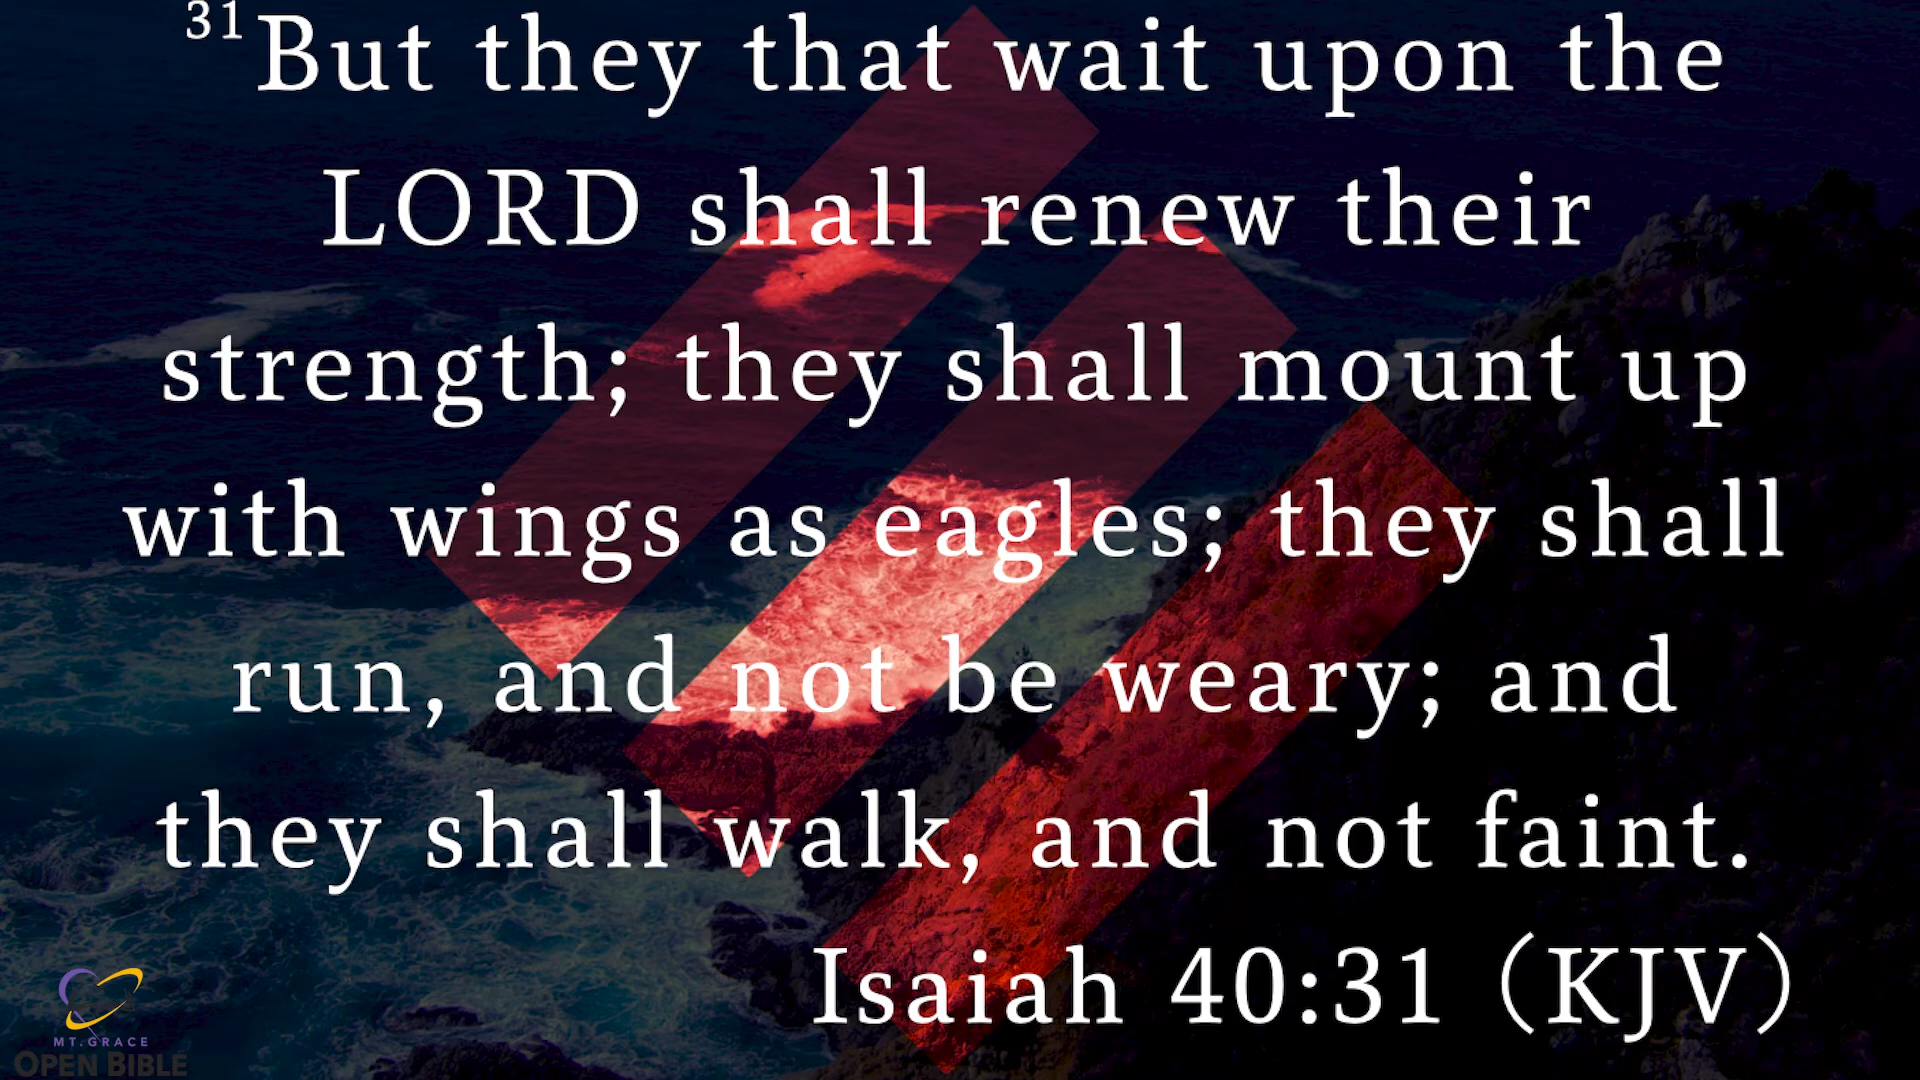 31 But they that wait upon the
LORD shall renew their
strength; they shall mount up
with wings as eagles; they shall
run, and not be weary; and
they shall walk, and not faint.
Isaiah 40:31 (KJV)
MT. GRACE
OPEN BIBLE